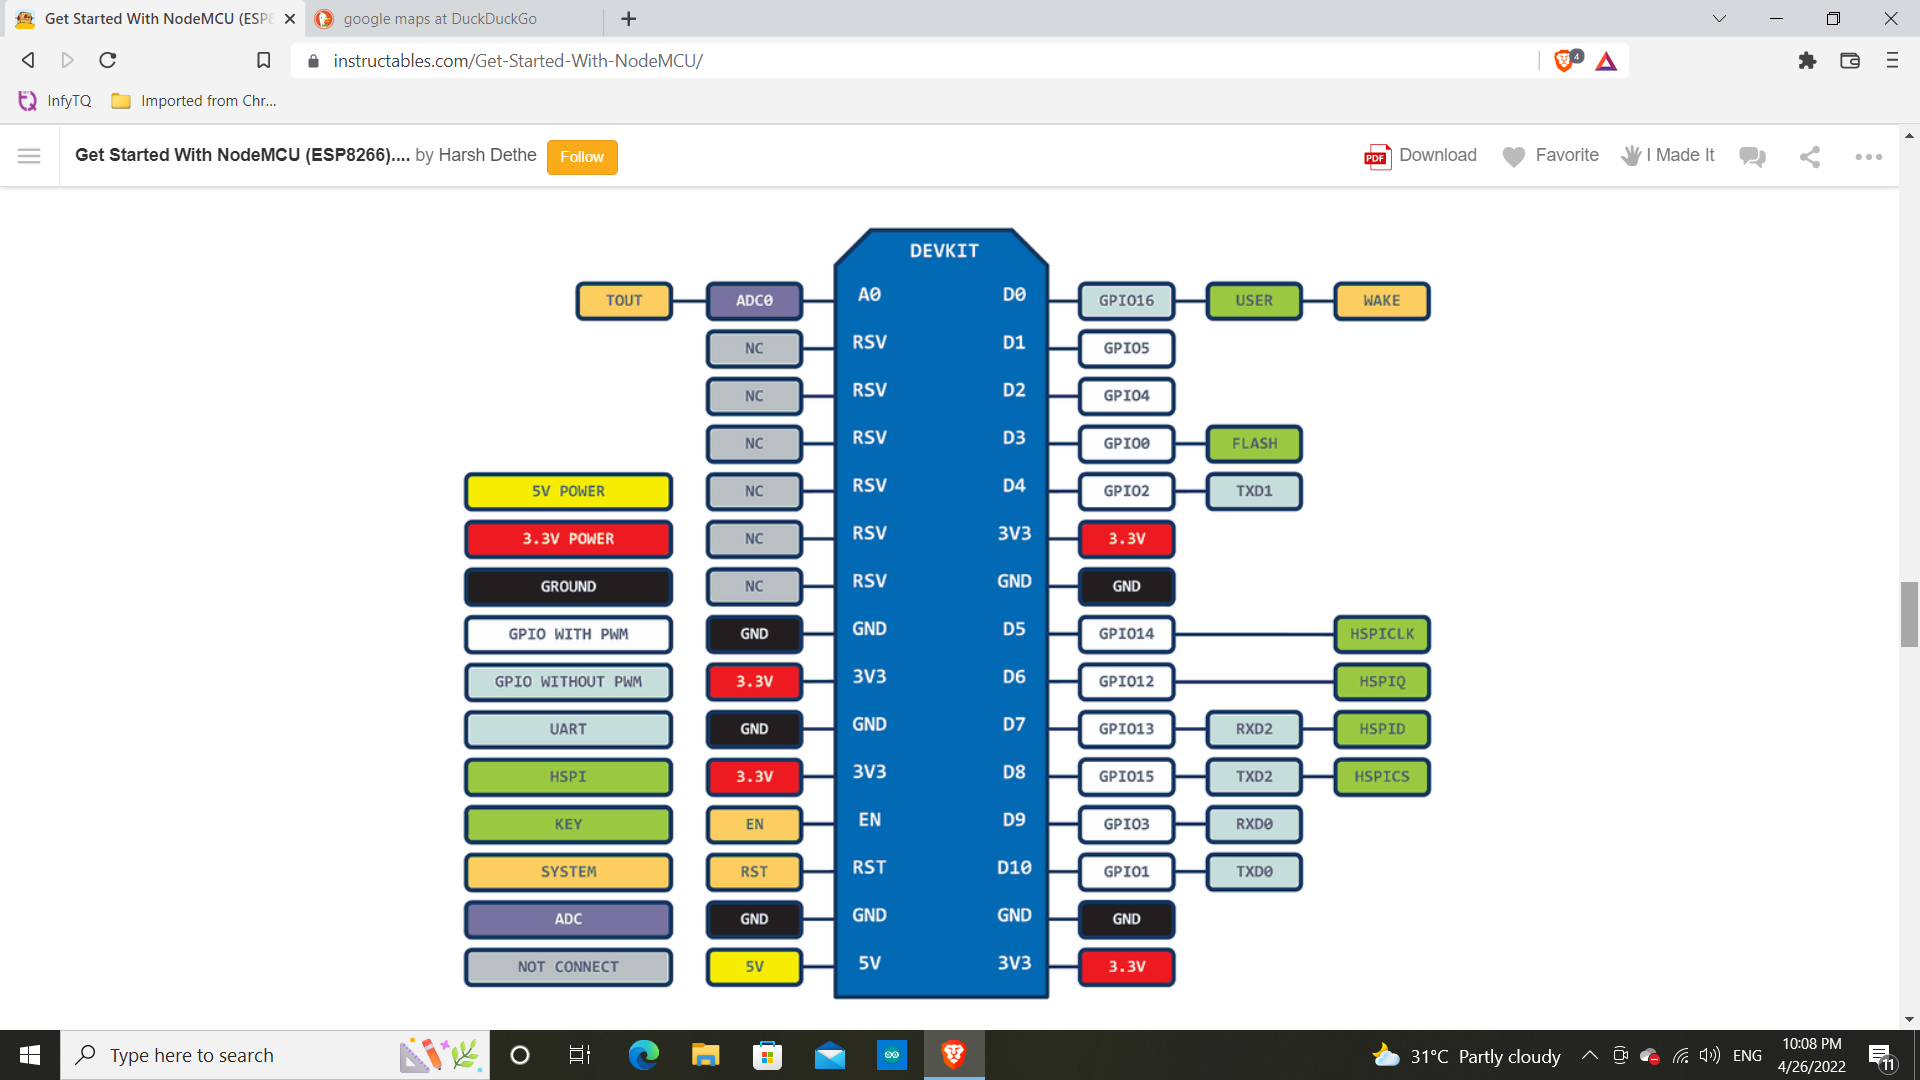 Get Started With NodeMCU (ESP8
google maps at DuckDuckGo
instructables.com/Get-Started-With-NodeMCU/
4
InfyTQ
Imported from Chr...
Get Started With NodeMCU (ESP8266).... by Harsh Dethe
Follow
PDF Download
Favorite
I Made It
DEVKIT
TOUT ADC0 A0 D0 GPIO16 USER WAKE
NC RSV D1 GPIO5
NC RSV D2 GPIO4
NC RSV D3 GPIO0 FLASH
5V POWER NC RSV D4 GPIO2 TXD1
3.3V POWER NC RSV 3V3 3.3V
GROUND NC RSV GND GND
GPIO WITH PWM GND GND D5 GPIO14 HSPICLK
GPIO WITHOUT PWM 3.3V 3V3 D6 GPIO12 HSPIQ
UART GND GND D7 GPIO13 RXD2 HSPID
HSPI 3.3V 3V3 D8 GPIO15 TXD2 HSPICS
KEY EN EN D9 GPIO3 RXD0
SYSTEM RST RST D10 GPIO1 TXD0
ADC GND GND GND GND
NOT CONNECT 5V 5V 3V3 3.3V
Type here to search
31°C Partly cloudy
ENG
10:08 PM
4/26/2022
11